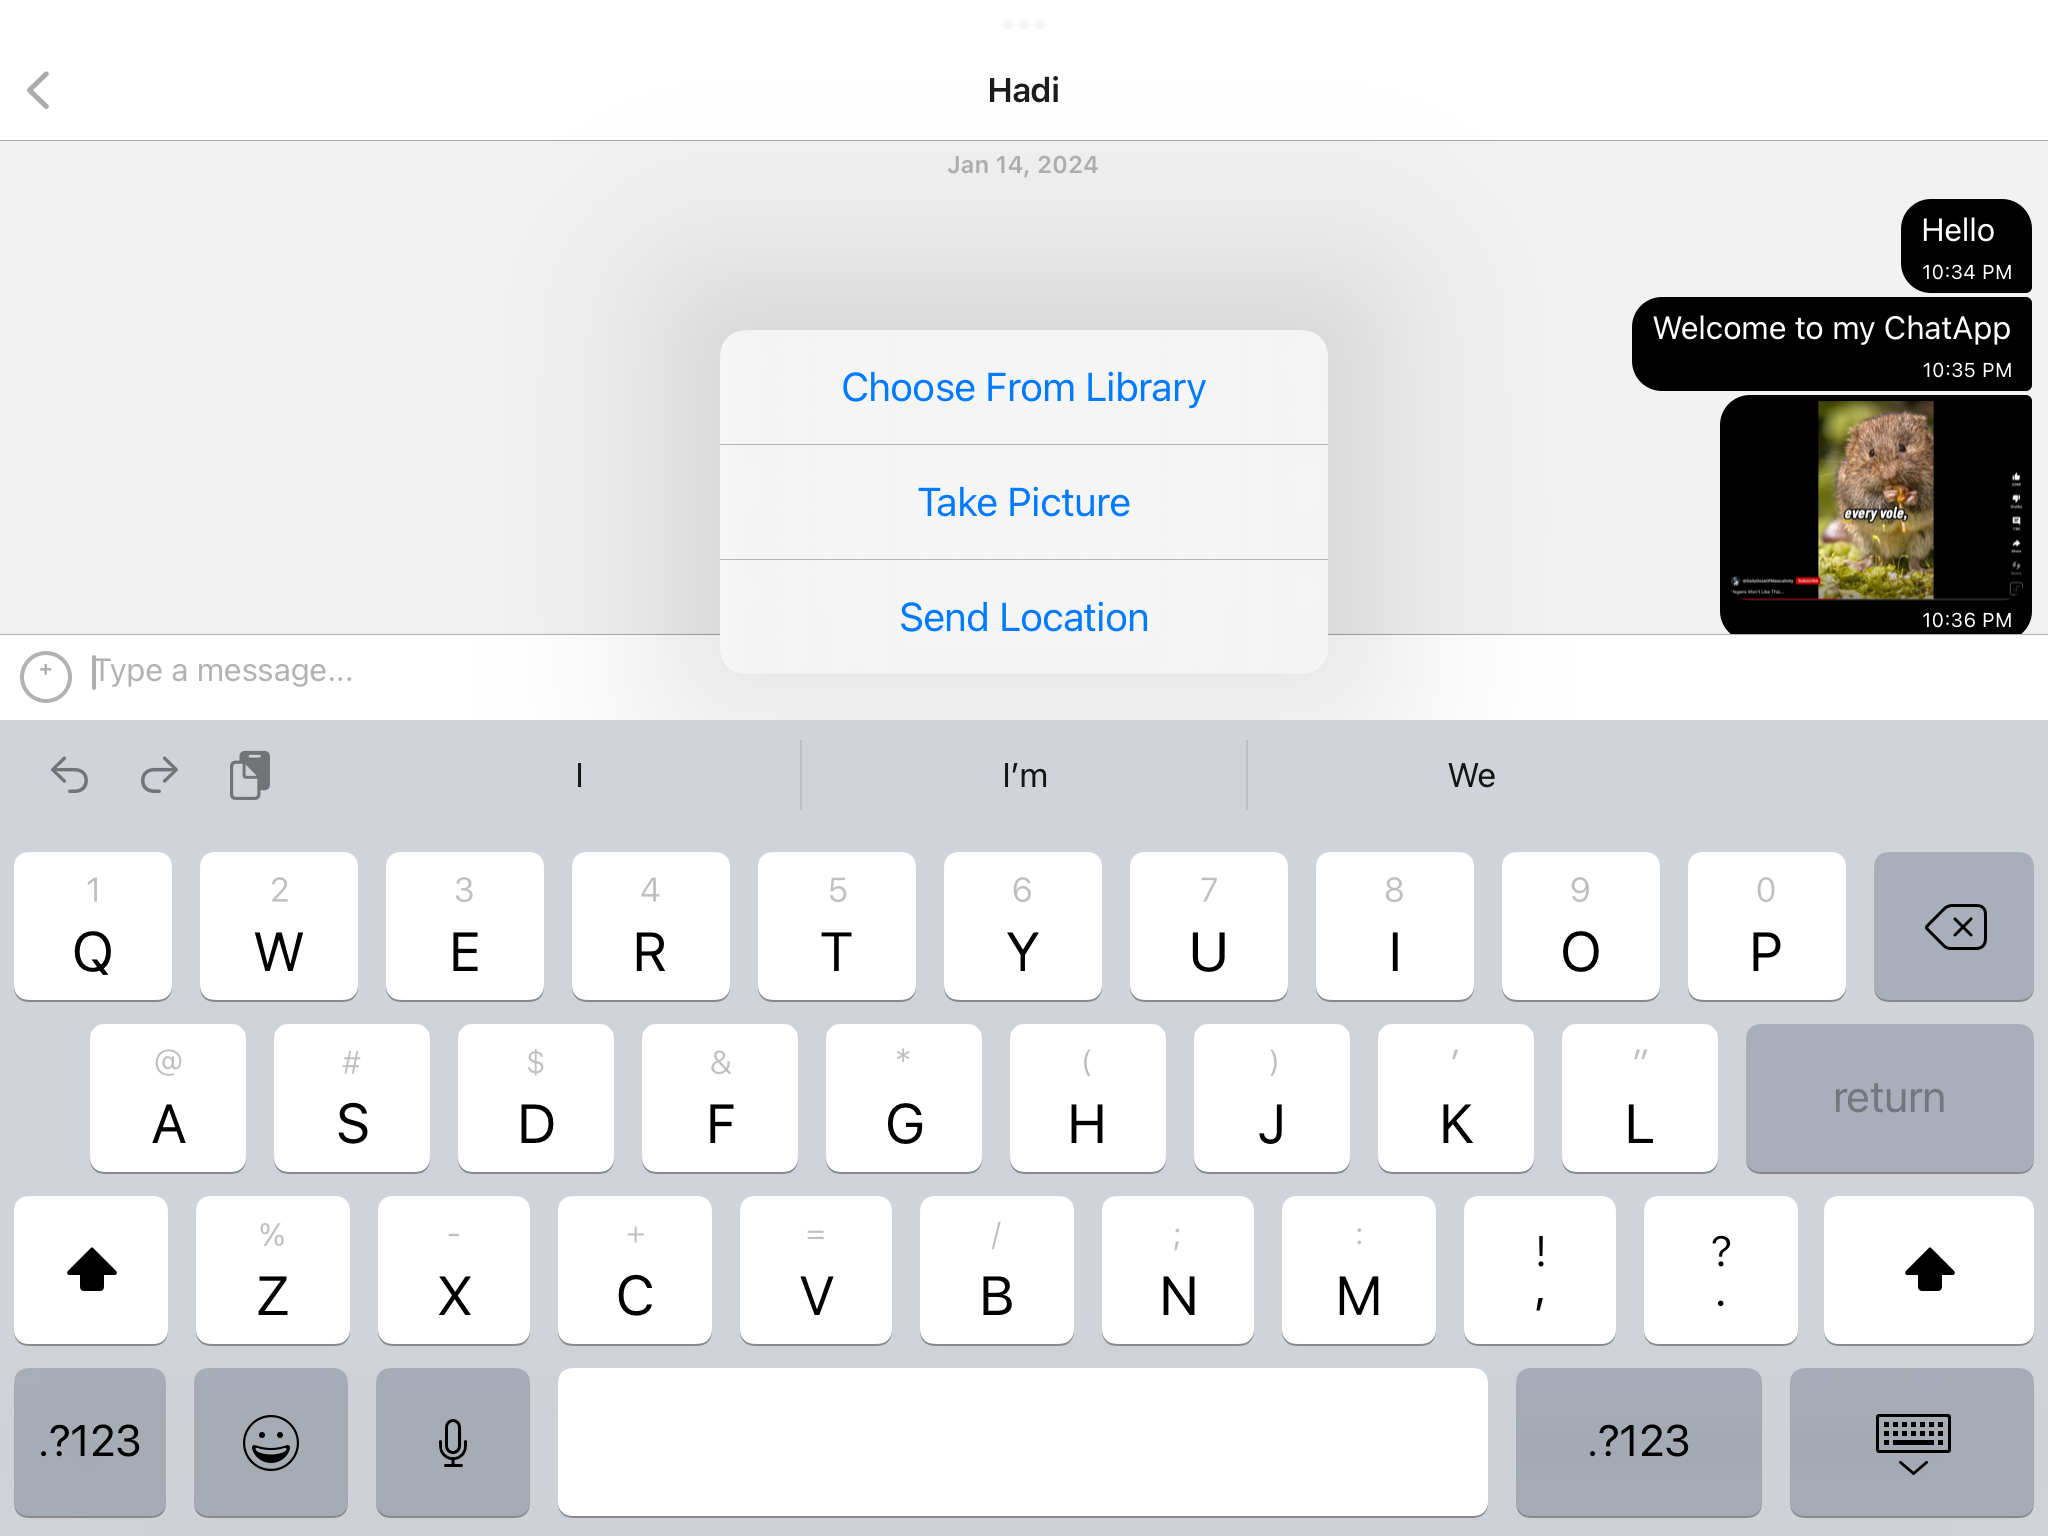 Hadi
Jan 14, 2024
Hello
10:34 PM
Welcome to my ChatApp
10:35 PM
every vole,
Subscribe
10:36 PM
Choose From Library
Take Picture
Send Location
Type a message...
I
I'm
We
1 2 3 4 5 6 7 8 9 0
Q W E R T Y U I O P
@ # $ & * ( ) ' "
A S D F G H J K L
return
% - + = / ; : ! ?
Z X C V B N M , .
.?123
.?123